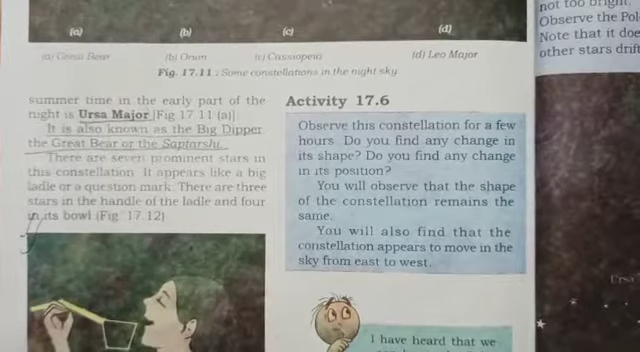 (a)
(b)
(c)
(d)
(a) Great Bear
(b) Orion
(c) Cassiopeia
(d) Leo Major
Fig. 17.11 : Some constellations in the night sky
summer time in the early part of the
night is Ursa Major [Fig 17 11 (a)]
It is also known as the Big Dipper
the Great Bear or the Saptarshi.
There are seven prominent stars in
this constellation It appears like a big
ladle or a question mark There are three
stars in the handle of the ladle and four
in its bowl (Fig 17.12)
Activity 17.6
Observe this constellation for a few
hours Do you find any change in
its shape? Do you find any change
in its position?
You will observe that the shape
of the constellation remains the
same.
You will also find that the
constellation appears to move in the
sky from east to west.
I have heard that we
not too bright.
Observe the Pol
Note that it doe
other stars drift
Ursa